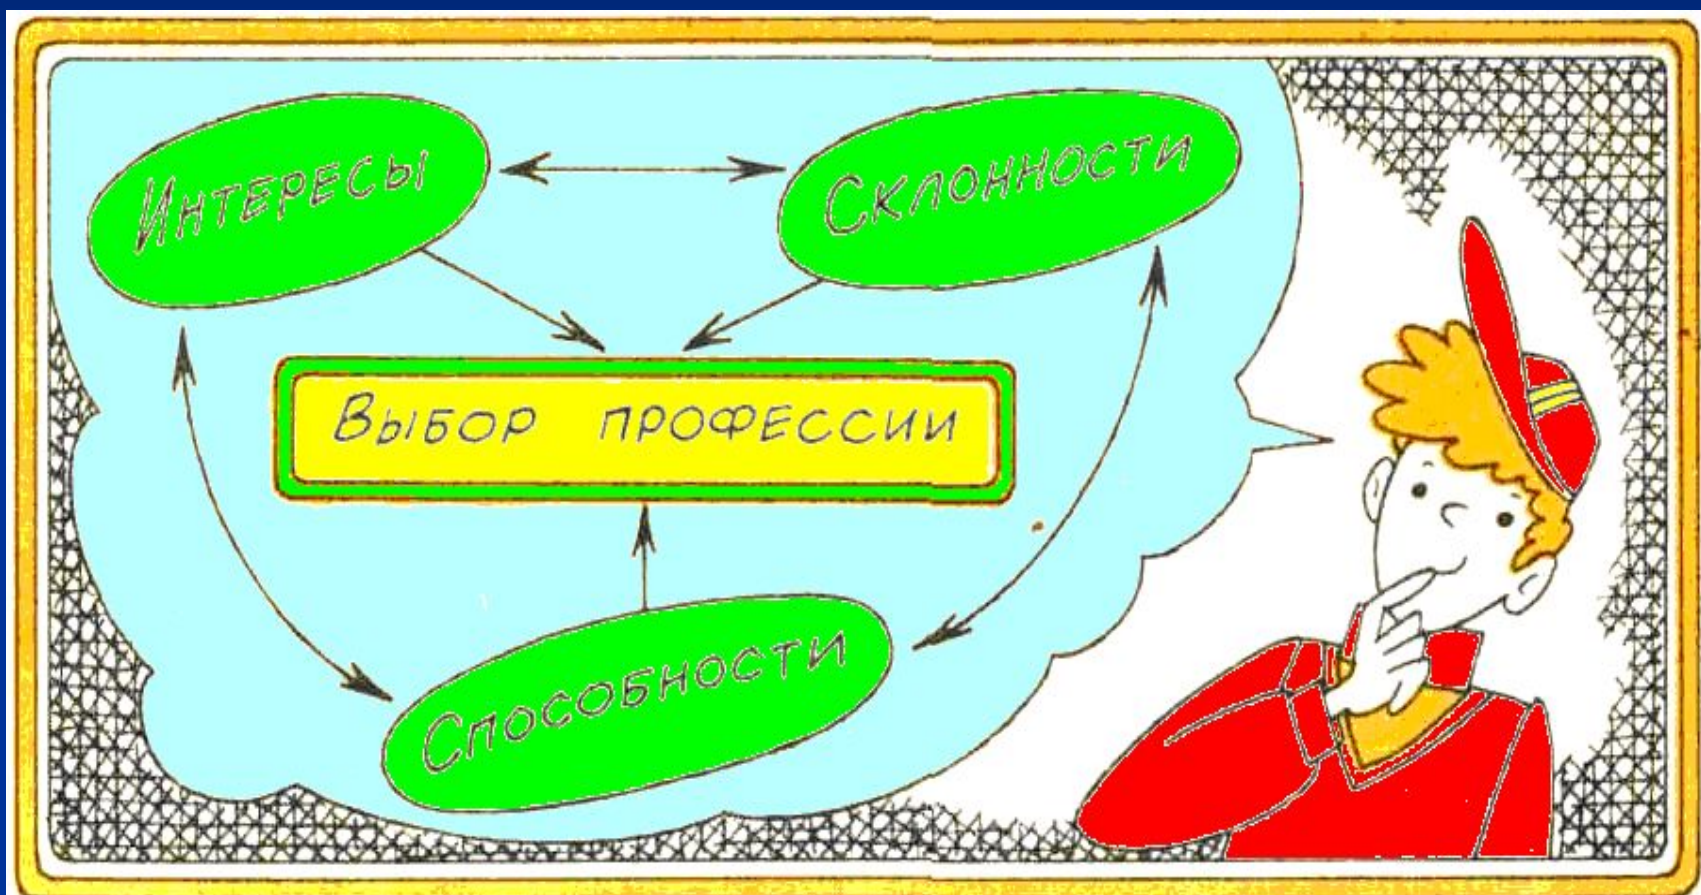 Интересы
Склонности
Выбор профессии
Способности